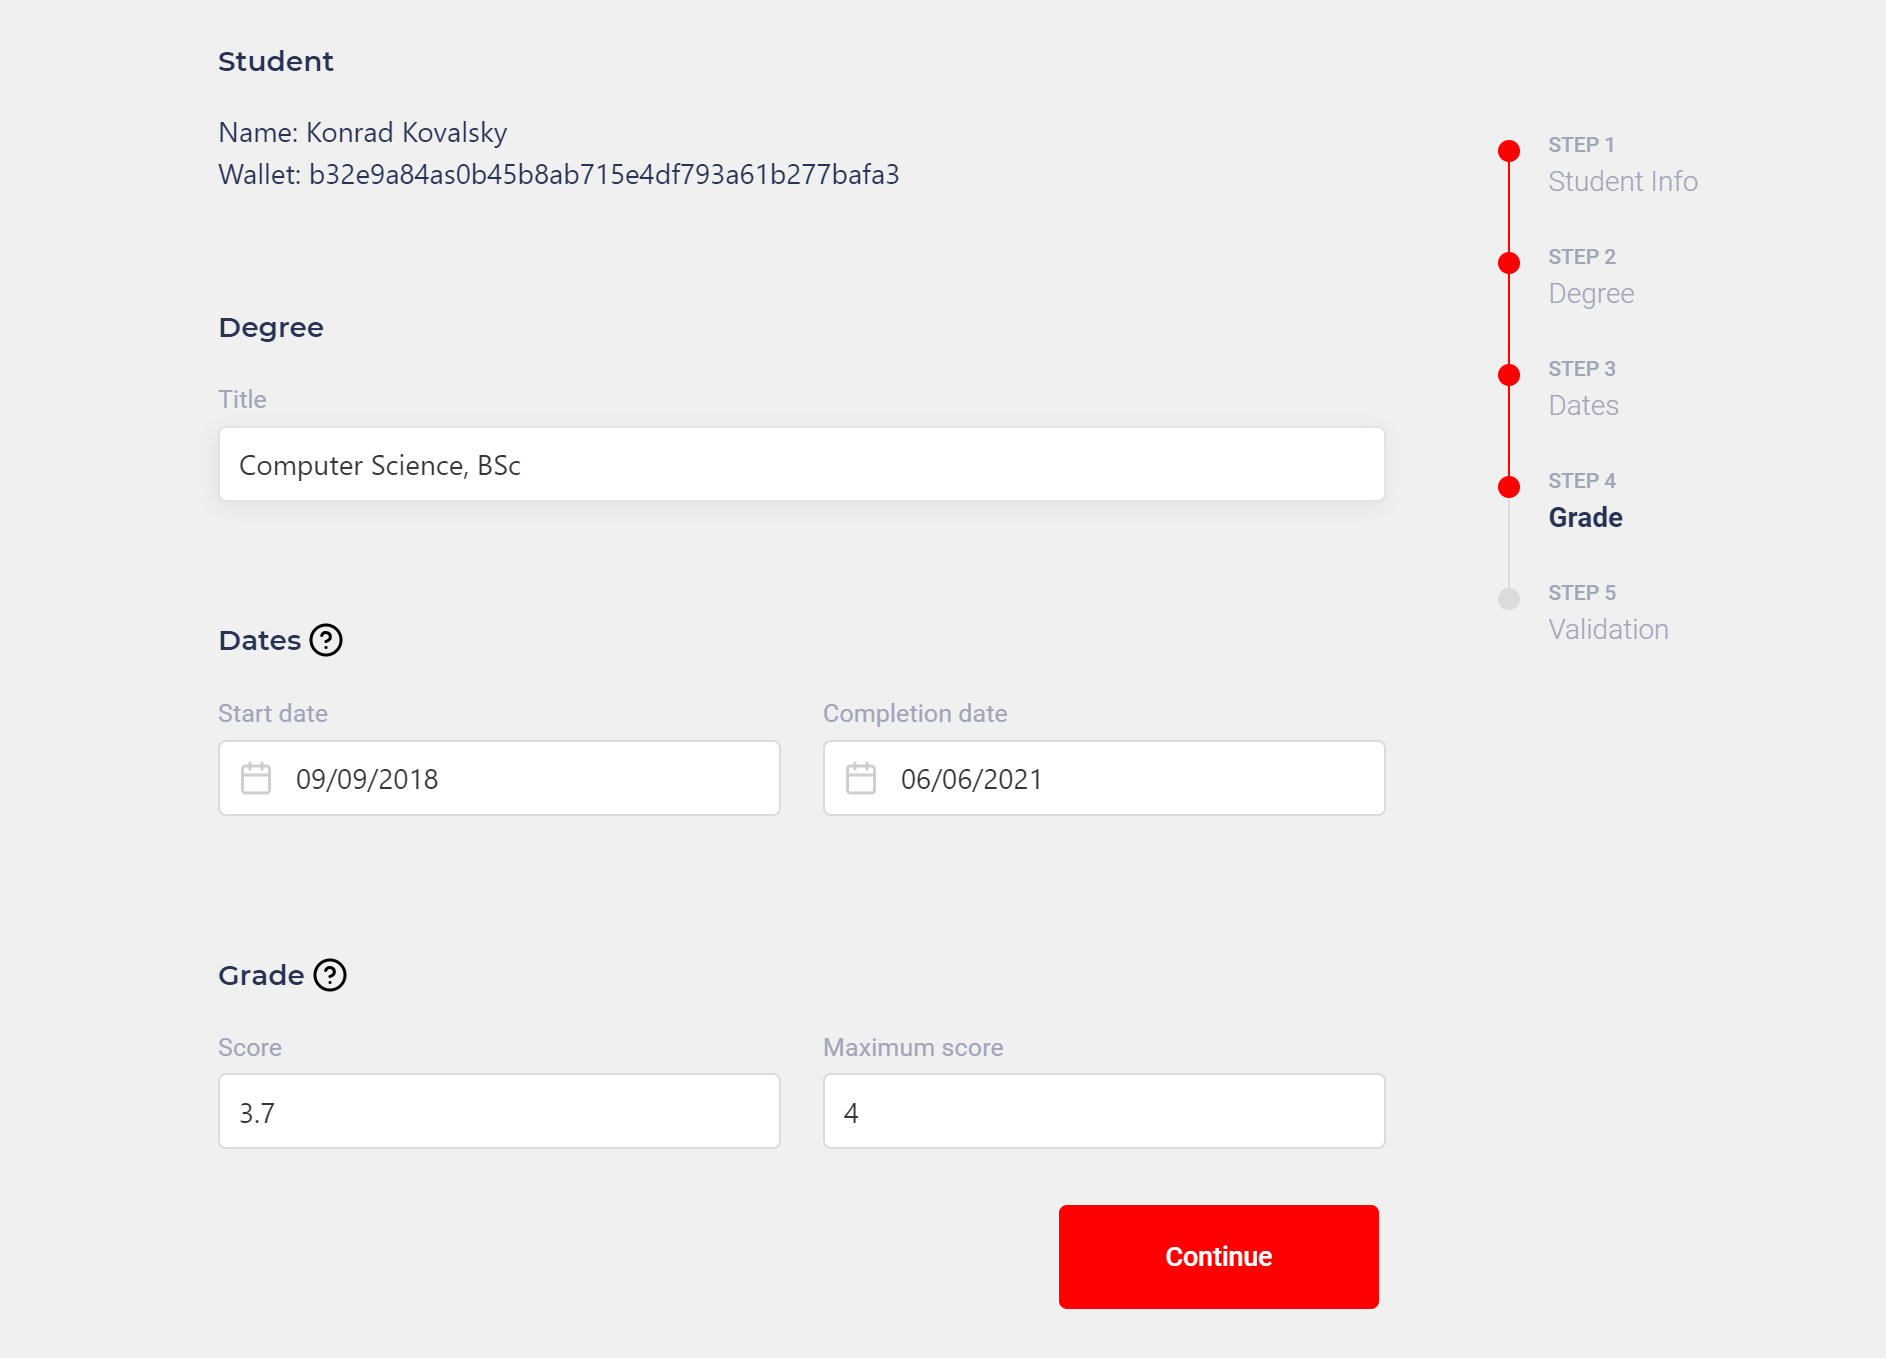 Student
Name: Konrad Kovalsky
Wallet: b32e9a84as0b45b8ab715e4df793a61b277bafa3
Degree
Title
Computer Science, BSc
Dates ?
Start date
Completion date
09/09/2018
06/06/2021
Grade ?
Score
Maximum score
3.7
4
Continue
STEP 1
Student Info
STEP 2
Degree
STEP 3
Dates
STEP 4
Grade
STEP 5
Validation